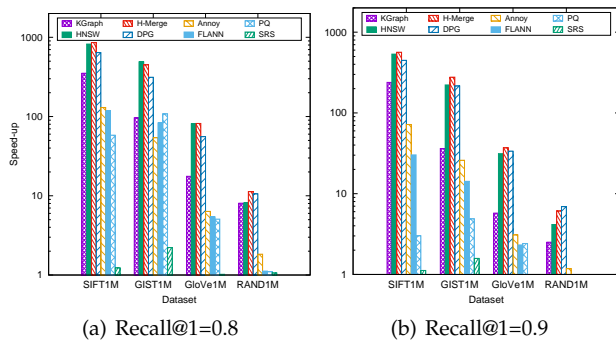 KGraph H-Merge Annoy PQ
HNSW DPG FLANN SRS
1000
100
10
1
Speed-up
SIFT1M GIST1M GloVe1M RAND1M
Dataset
(a) Recall@1=0.8
KGraph H-Merge Annoy PQ
HNSW DPG FLANN SRS
1000
100
10
1
SIFT1M GIST1M GloVe1M RAND1M
Dataset
(b) Recall@1=0.9